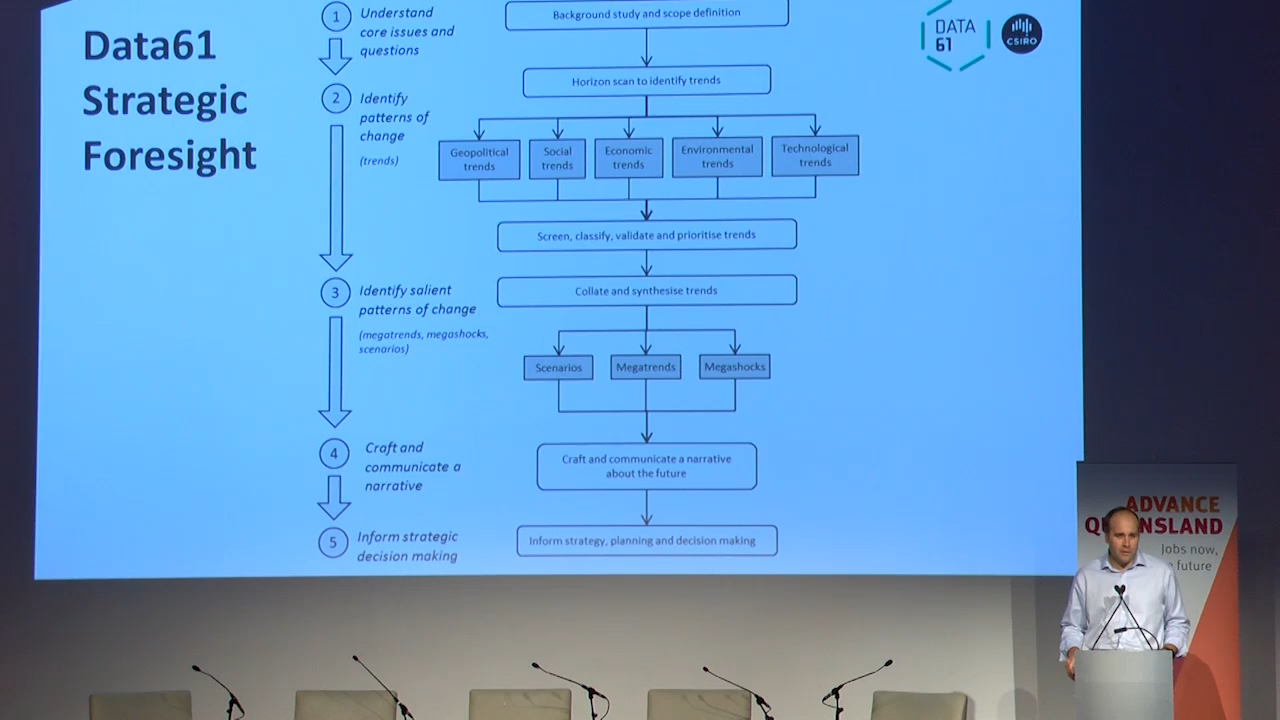 Data61
Strategic
Foresight
1
Understand
core issues and
questions
2
Identify
patterns of
change
(trends)
3
Identify salient
patterns of change
(megatrends, megashocks,
scenarios)
4
Craft and
communicate a
narrative
5
Inform strategic
decision making
Background study and scope definition
Horizon scan to identify trends
Geopolitical
trends
Social
trends
Economic
trends
Environmental
trends
Technological
trends
Screen, classify, validate and prioritise trends
Collate and synthesise trends
Scenarios
Megatrends
Megashocks
Craft and communicate a narrative
about the future
Inform strategy, planning and decision making
DATA
61
CSIRO
ADVANCE
Jobs now,
future